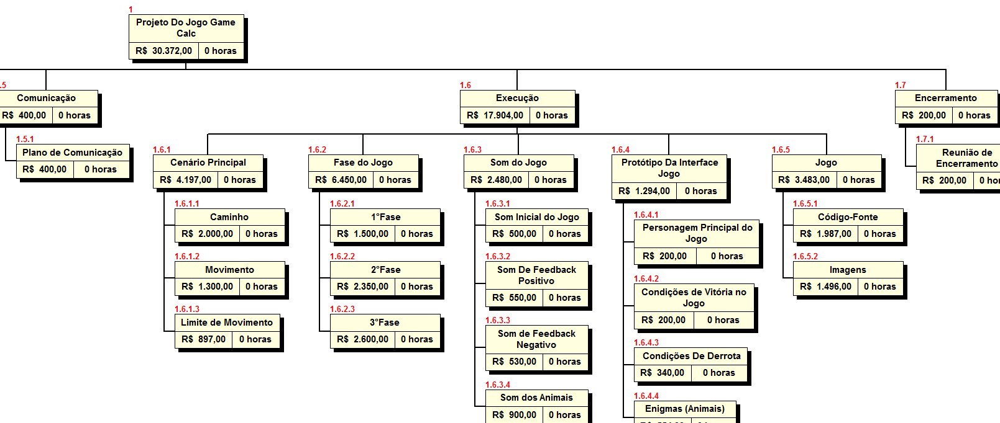 1
Projeto Do Jogo Game
Calc
R$ 30.372,00 0 horas
.5
Comunicação
R$ 400,00 0 horas
1.5.1
Plano de Comunicação
R$ 400,00 0 horas
1.6
Execução
R$ 17.904,00 0 horas
1.7
Encerramento
R$ 200,00 0 horas
1.7.1
Reunião de
Encerramento
R$ 200,00 0 hor
1.6.1
Cenário Principal
R$ 4.197,00 0 horas
1.6.1.1
Caminho
R$ 2.000,00 0 horas
1.6.1.2
Movimento
R$ 1.300,00 0 horas
1.6.1.3
Limite de Movimento
R$ 897,00 0 horas
1.6.2
Fase do Jogo
R$ 6.450,00 0 horas
1.6.2.1
1°Fase
R$ 1.500,00 0 horas
1.6.2.2
2°Fase
R$ 2.350,00 0 horas
1.6.2.3
3°Fase
R$ 2.600,00 0 horas
1.6.3
Som do Jogo
R$ 2.480,00 0 horas
1.6.3.1
Som Inicial do Jogo
R$ 500,00 0 horas
1.6.3.2
Som De Feedback
Positivo
R$ 550,00 0 horas
1.6.3.3
Som de Feedback
Negativo
R$ 530,00 0 horas
1.6.3.4
Som dos Animais
R$ 900,00 0 horas
1.6.4
Protótipo Da Interface
Jogo
R$ 1.294,00 0 horas
1.6.4.1
Personagem Principal do
Jogo
R$ 200,00 0 horas
1.6.4.2
Condições de Vitória no
Jogo
R$ 200,00 0 horas
1.6.4.3
Condições De Derrota
R$ 340,00 0 horas
1.6.4.4
Enigmas (Animais)
1.6.5
Jogo
R$ 3.483,00 0 horas
1.6.5.1
Código-Fonte
R$ 1.987,00 0 horas
1.6.5.2
Imagens
R$ 1.496,00 0 horas